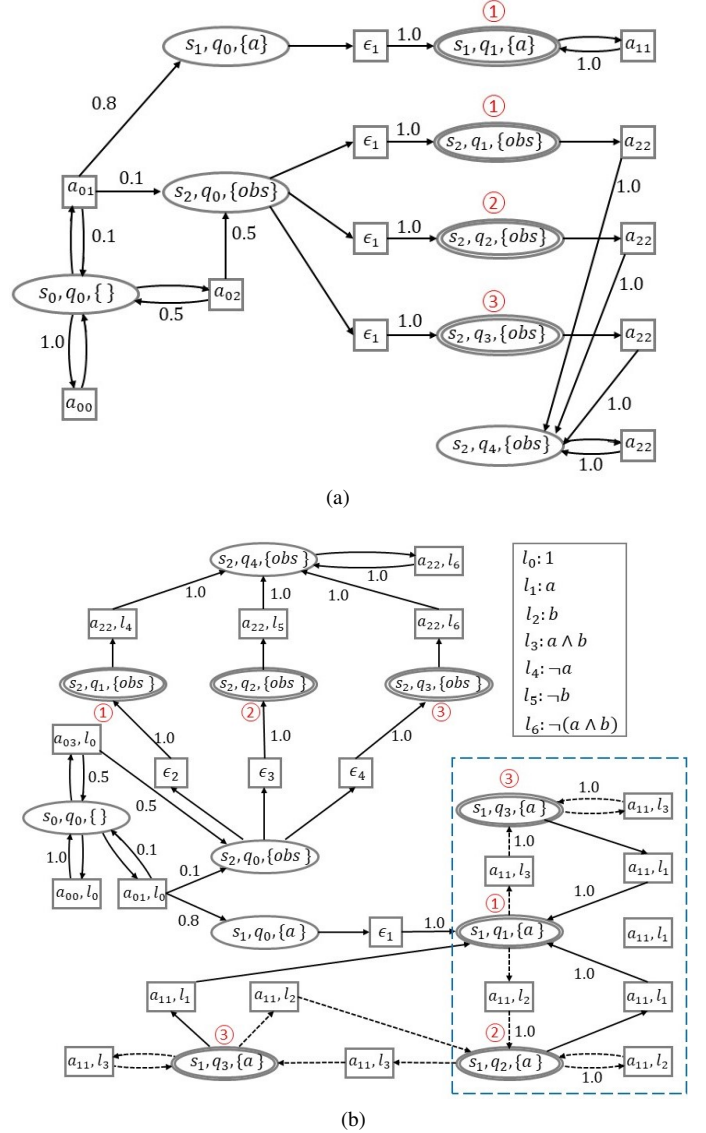 ①
s₁, q₀, {a} ϵ₁ 1.0 s₁, q₁, {a} a₁₁
1.0
0.8
①
ϵ₁ 1.0 s₂, q₁, {obs} a₂₂
a₀₁ 0.1 s₂, q₀, {obs} 1.0
②
0.1 0.5 ϵ₁ 1.0 s₂, q₂, {obs} a₂₂
s₀, q₀, { } a₀₂ 1.0
0.5 ③
1.0 ϵ₁ 1.0 s₂, q₃, {obs} a₂₂
a₀₀ 1.0
s₂, q₄, {obs} a₂₂
1.0
(a)
s₂, q₄, {obs } a₂₂, l₆ l₀: 1
1.0
1.0 1.0 1.0 l₁: a
a₂₂, l₄ a₂₂, l₅ a₂₂, l₆ l₂: b
l₃: a ∧ b
s₂, q₁, {obs } s₂, q₂, {obs } s₂, q₃, {obs } l₄: ¬a
① ② ③ l₅: ¬b
a₀₃, l₀ 1.0 1.0 1.0 l₆: ¬(a ∧ b)
0.5 ϵ₂ ϵ₃ ϵ₄ ③ 1.0
s₀, q₀, { } 0.5 s₁, q₃, {a } a₁₁, l₃
0.1 s₂, q₀, {obs } 1.0
1.0 0.1 a₁₁, l₃ a₁₁, l₁
a₀₀, l₀ a₀₁, l₀ 0.8 ① 1.0
s₁, q₀, {a } ϵ₁ 1.0 s₁, q₁, {a } a₁₁, l₁
1.0
a₁₁, l₁ a₁₁, l₂ a₁₁, l₂ a₁₁, l₁
③ ② 1.0
a₁₁, l₃ s₁, q₃, {a } a₁₁, l₃ s₁, q₂, {a } a₁₁, l₂
1.0
(b)